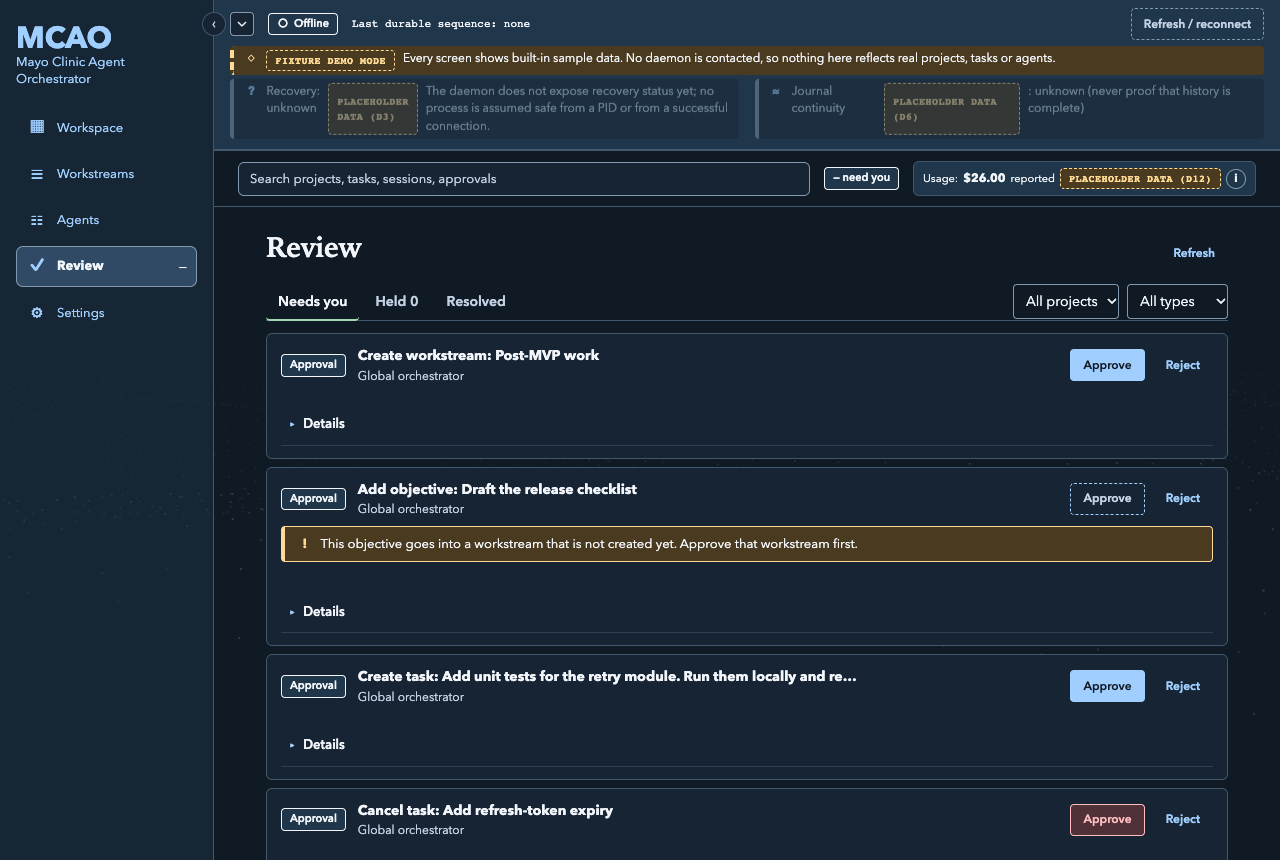 MCAO
Mayo Clinic Agent
Orchestrator
Workspace
Workstreams
Agents
Review –
Settings
Offline
Last durable sequence: none
Refresh / reconnect
FIXTURE DEMO MODE Every screen shows built-in sample data. No daemon is contacted, so nothing here reflects real projects, tasks or agents.
? Recovery:
unknown
PLACEHOLDER
DATA (D3)
The daemon does not expose recovery status yet; no
process is assumed safe from a PID or from a successful
connection.
≈ Journal
continuity
PLACEHOLDER DATA
(D6)
: unknown (never proof that history is
complete)
Search projects, tasks, sessions, approvals
– need you
Usage: $26.00 reported PLACEHOLDER DATA (D12) i
Review
Refresh
Needs you Held 0 Resolved
All projects All types
Approval Create workstream: Post-MVP work
Global orchestrator
Approve Reject
Details
Approval Add objective: Draft the release checklist
Global orchestrator
Approve Reject
! This objective goes into a workstream that is not created yet. Approve that workstream first.
Details
Approval Create task: Add unit tests for the retry module. Run them locally and re…
Global orchestrator
Approve Reject
Details
Approval Cancel task: Add refresh-token expiry
Global orchestrator
Approve Reject